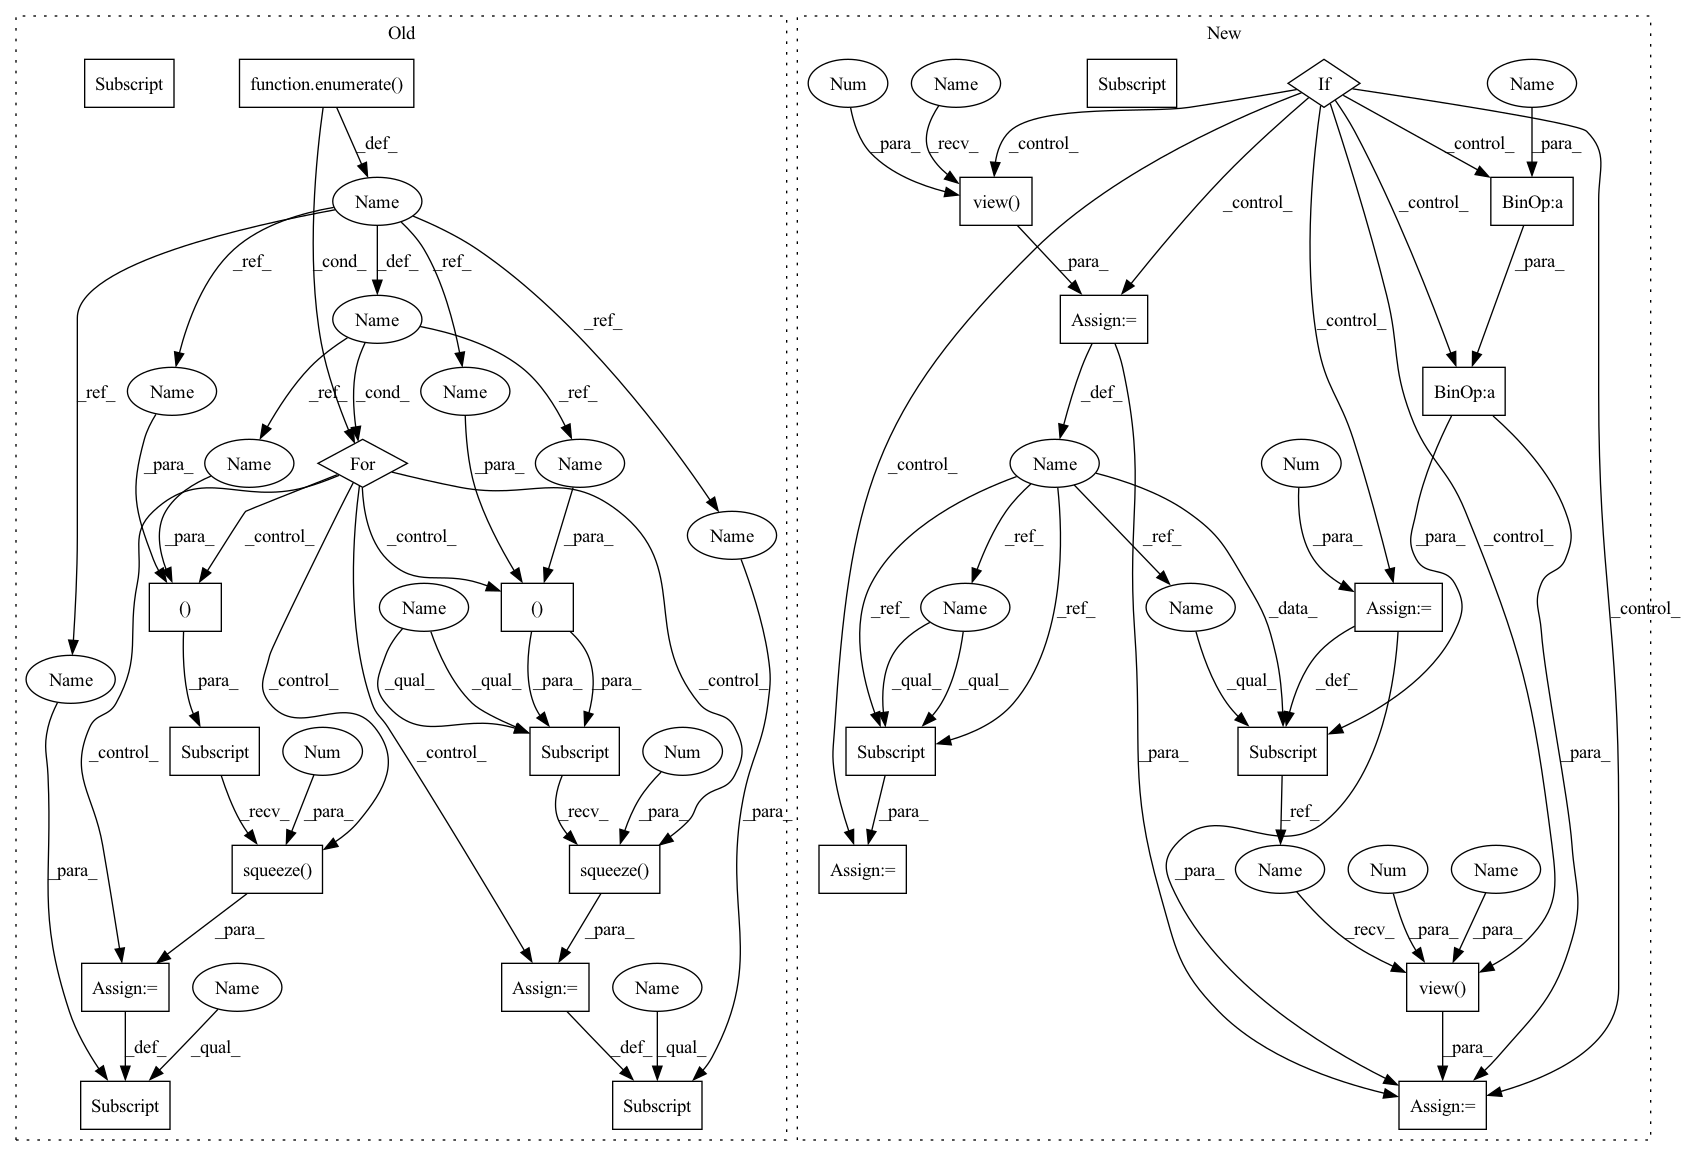 Old
New
Subscript
function.enumerate()
Num
Name
Subscript
If
Name
_def_
_para_
_recv_
_control_
_control_
_para_
Name
view()
BinOp:a
_control_
_control_
_ref_
_cond_
_def_
_ref_
_para_
_para_
Name
Assign:=
_ref_
_control_
Name
Name
BinOp:a
_ref_
_ref_
_cond_
_ref_
_def_
Name
For
Name
Name
Num
_para_
_para_
_control_
Name
_para_
_control_
_control_
_para_
_ref_
_ref_
_para_
_para_
_control_
()
Name
()
Name
Name
Assign:=
_ref_
_ref_
_data_
_control_
Name
_para_
_control_
_qual_
_qual_
_para_
_para_
_control_
_qual_
_qual_
_qual_
_def_
Subscript
Num
Subscript
Num
Subscript
Subscript
_control_
_control_
_para_
_para_
_recv_
_para_
_recv_
_para_
_para_
_para_
_ref_
squeeze()
squeeze()
Assign:=
Name
Num
Name
_para_
_para_
_para_
_para_
_recv_
_para_
_para_
Assign:=
Name
Assign:=
Name
view()
_def_
_qual_
_def_
_qual_
_para_
Subscript
Subscript
Assign:=